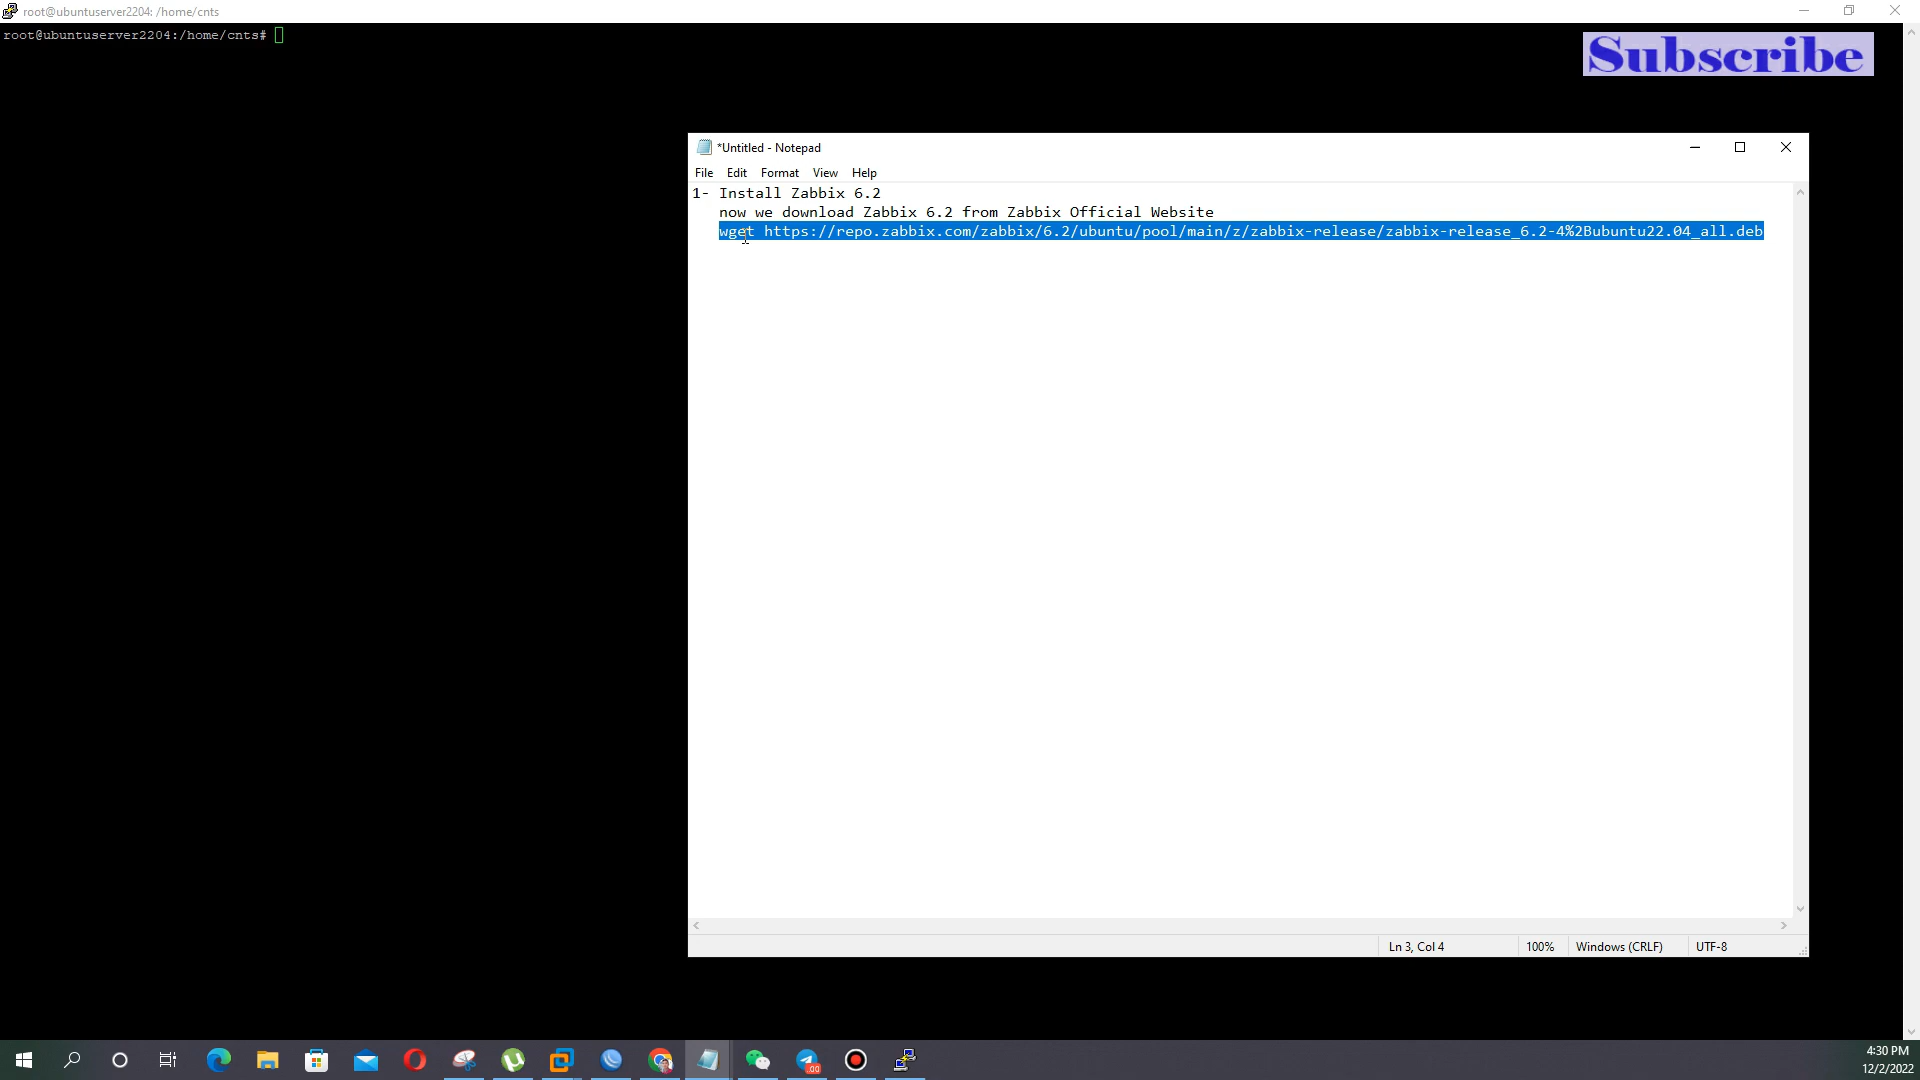 root@ubuntuserver2204: /home/cnts
root@ubuntuserver2204:/home/cnts#
Subscribe
*Untitled - Notepad
File Edit Format View Help
1- Install Zabbix 6.2
now we download Zabbix 6.2 from Zabbix Official Website
wget https://repo.zabbix.com/zabbix/6.2/ubuntu/pool/main/z/zabbix-release/zabbix-release_6.2-4%2Bubuntu22.04_all.deb
Ln 3, Col 4 100% Windows (CRLF) UTF-8
4:30 PM
12/2/2022